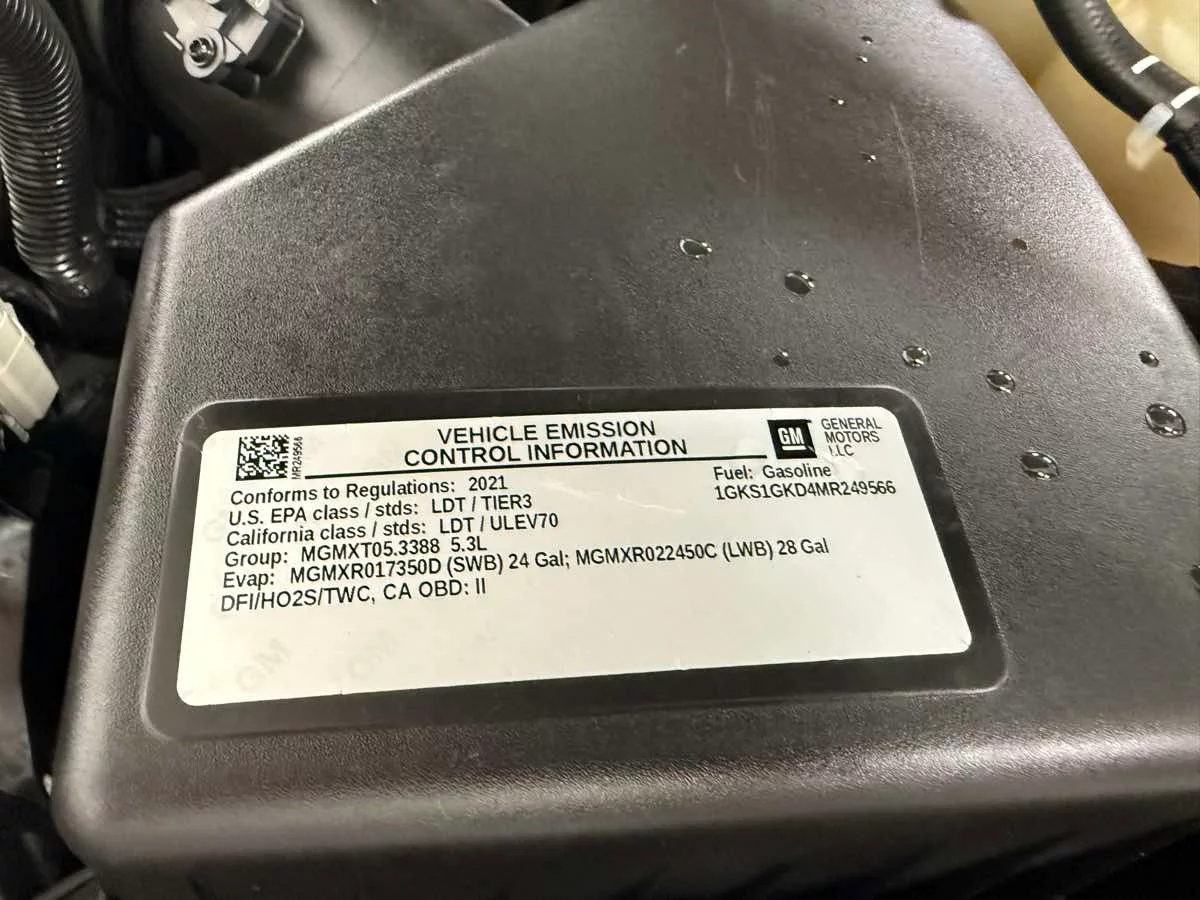 MR249566
VEHICLE EMISSION
CONTROL INFORMATION
GM
GENERAL
MOTORS
LLC
Conforms to Regulations: 2021
Fuel: Gasoline
U.S. EPA class / stds: LDT / TIER3
1GKS1GKD4MR249566
California class / stds: LDT / ULEV70
Group: MGMXT05.3388 5.3L
Evap: MGMXR017350D (SWB) 24 Gal; MGMXR022450C (LWB) 28 Gal
DFI/HO2S/TWC, CA OBD: II
GM
GM